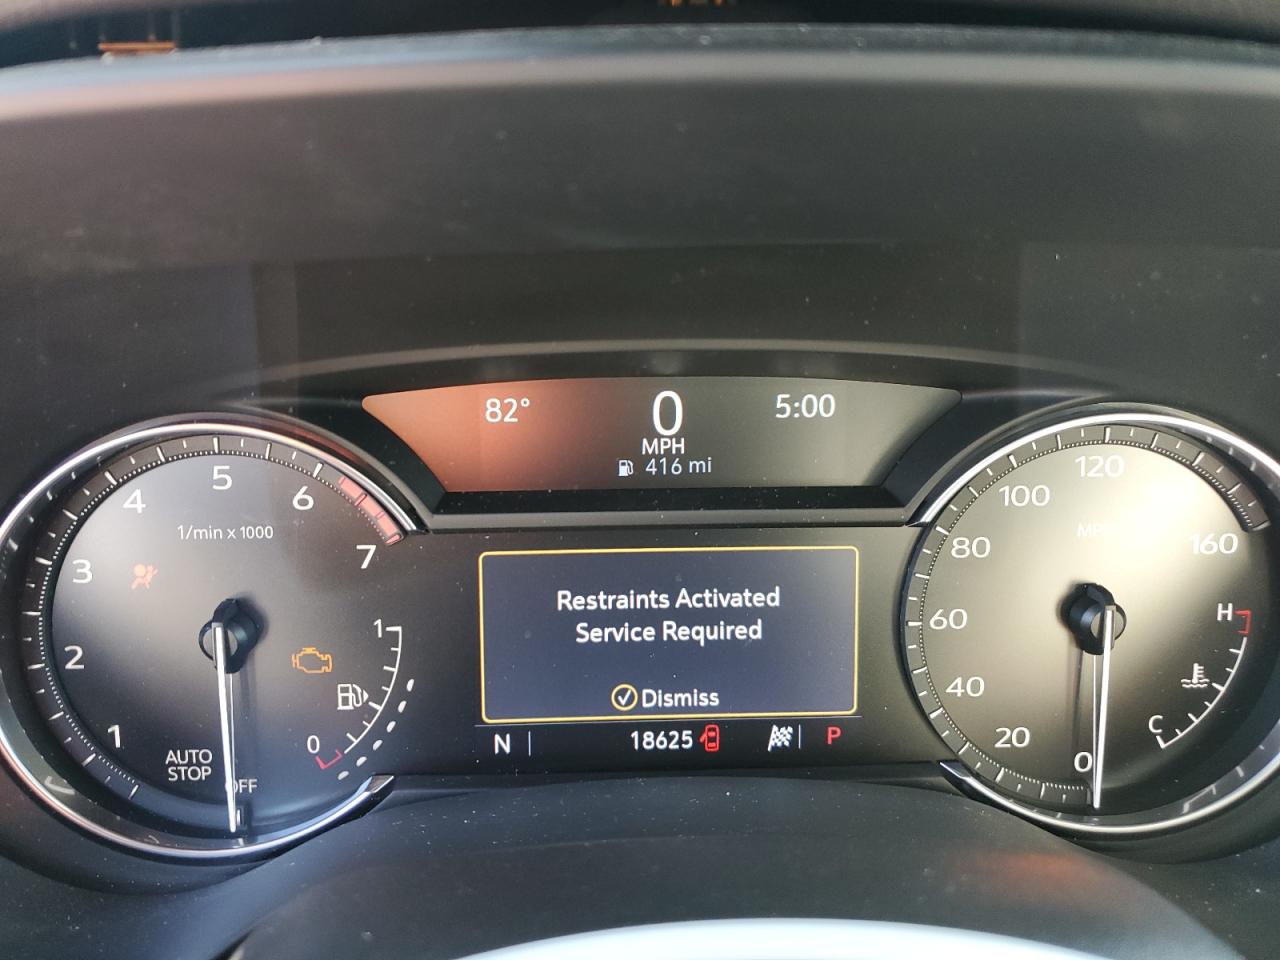 82°
0
MPH
416 mi
5:00
1
2
3
4
5
6
7
1/min x 1000
AUTO
STOP
OFF
1
0
Restraints Activated
Service Required
Dismiss
N
18625
P
0
20
40
60
80
100
120
160
MPH
H
C